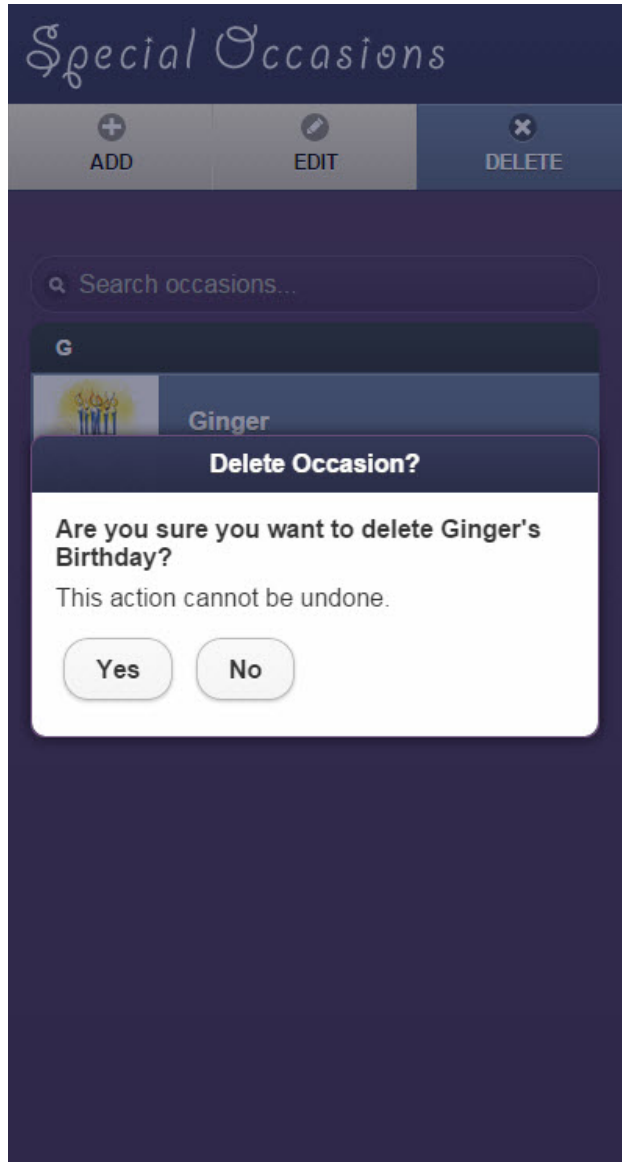 Special Occasions
ADD EDIT DELETE
Search occasions...
G
Ginger
Delete Occasion?
Are you sure you want to delete Ginger's
Birthday?
This action cannot be undone.
Yes No